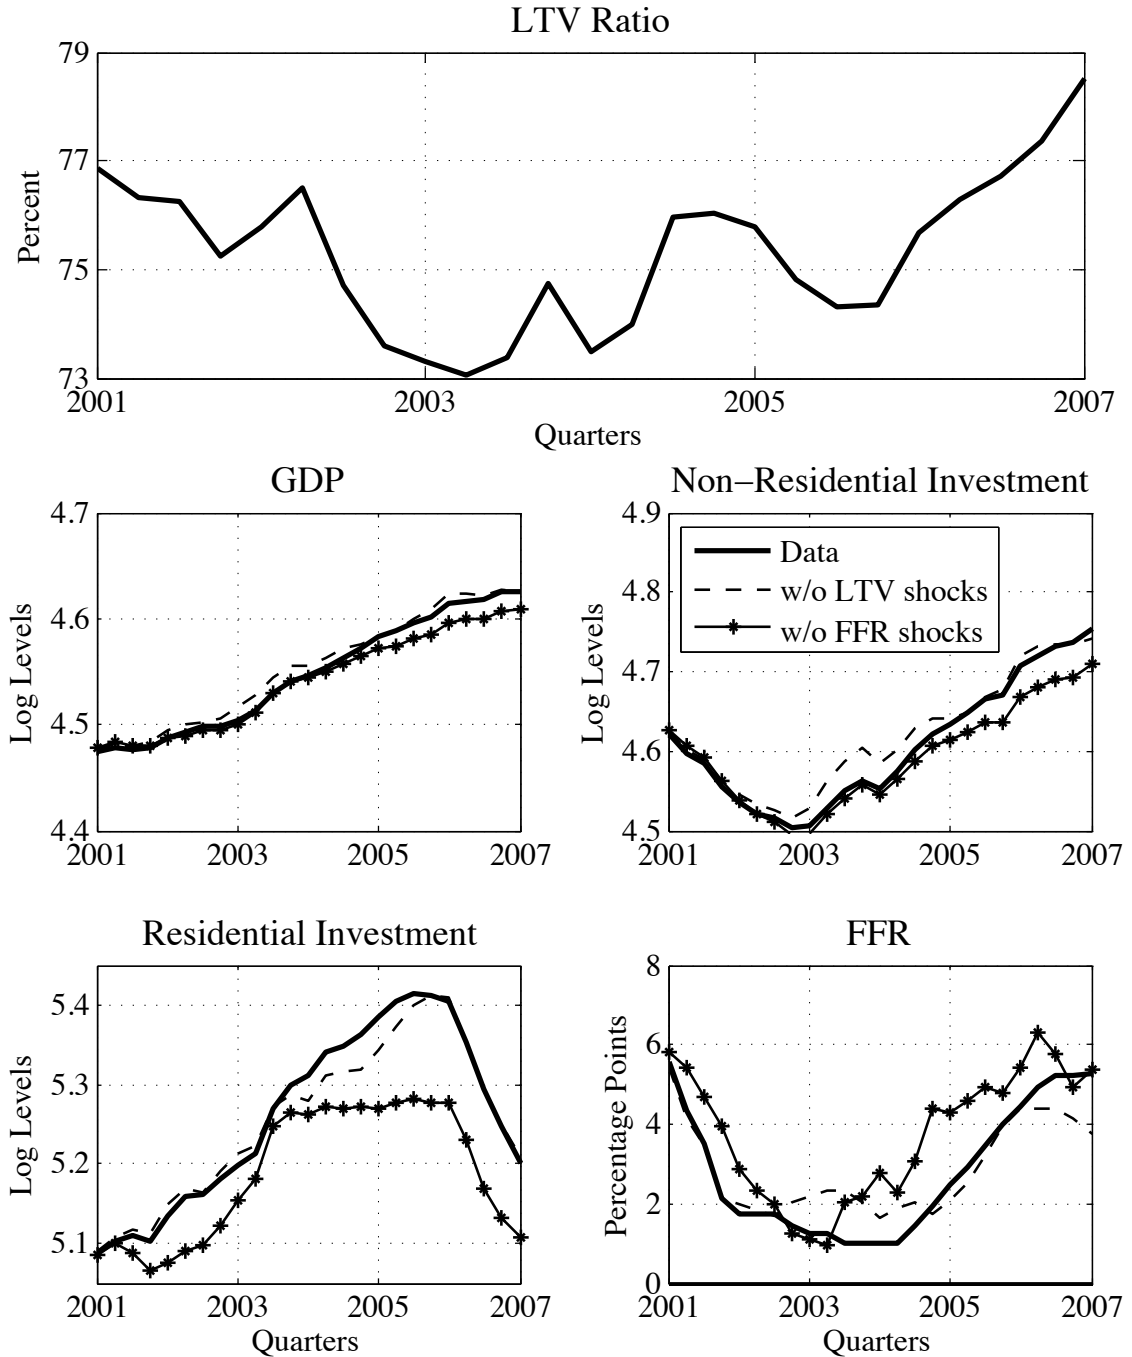 LTV Ratio
79
77
75
73
Percent
2001 2003 2005 2007
Quarters
GDP
4.7
4.6
4.5
4.4
Log Levels
2001 2003 2005 2007
Non–Residential Investment
4.9
4.8
4.7
4.6
4.5
Log Levels
Data
w/o LTV shocks
w/o FFR shocks
2001 2003 2005 2007
Residential Investment
5.4
5.3
5.2
5.1
Log Levels
2001 2003 2005 2007
Quarters
FFR
8
6
4
2
0
Percentage Points
2001 2003 2005 2007
Quarters